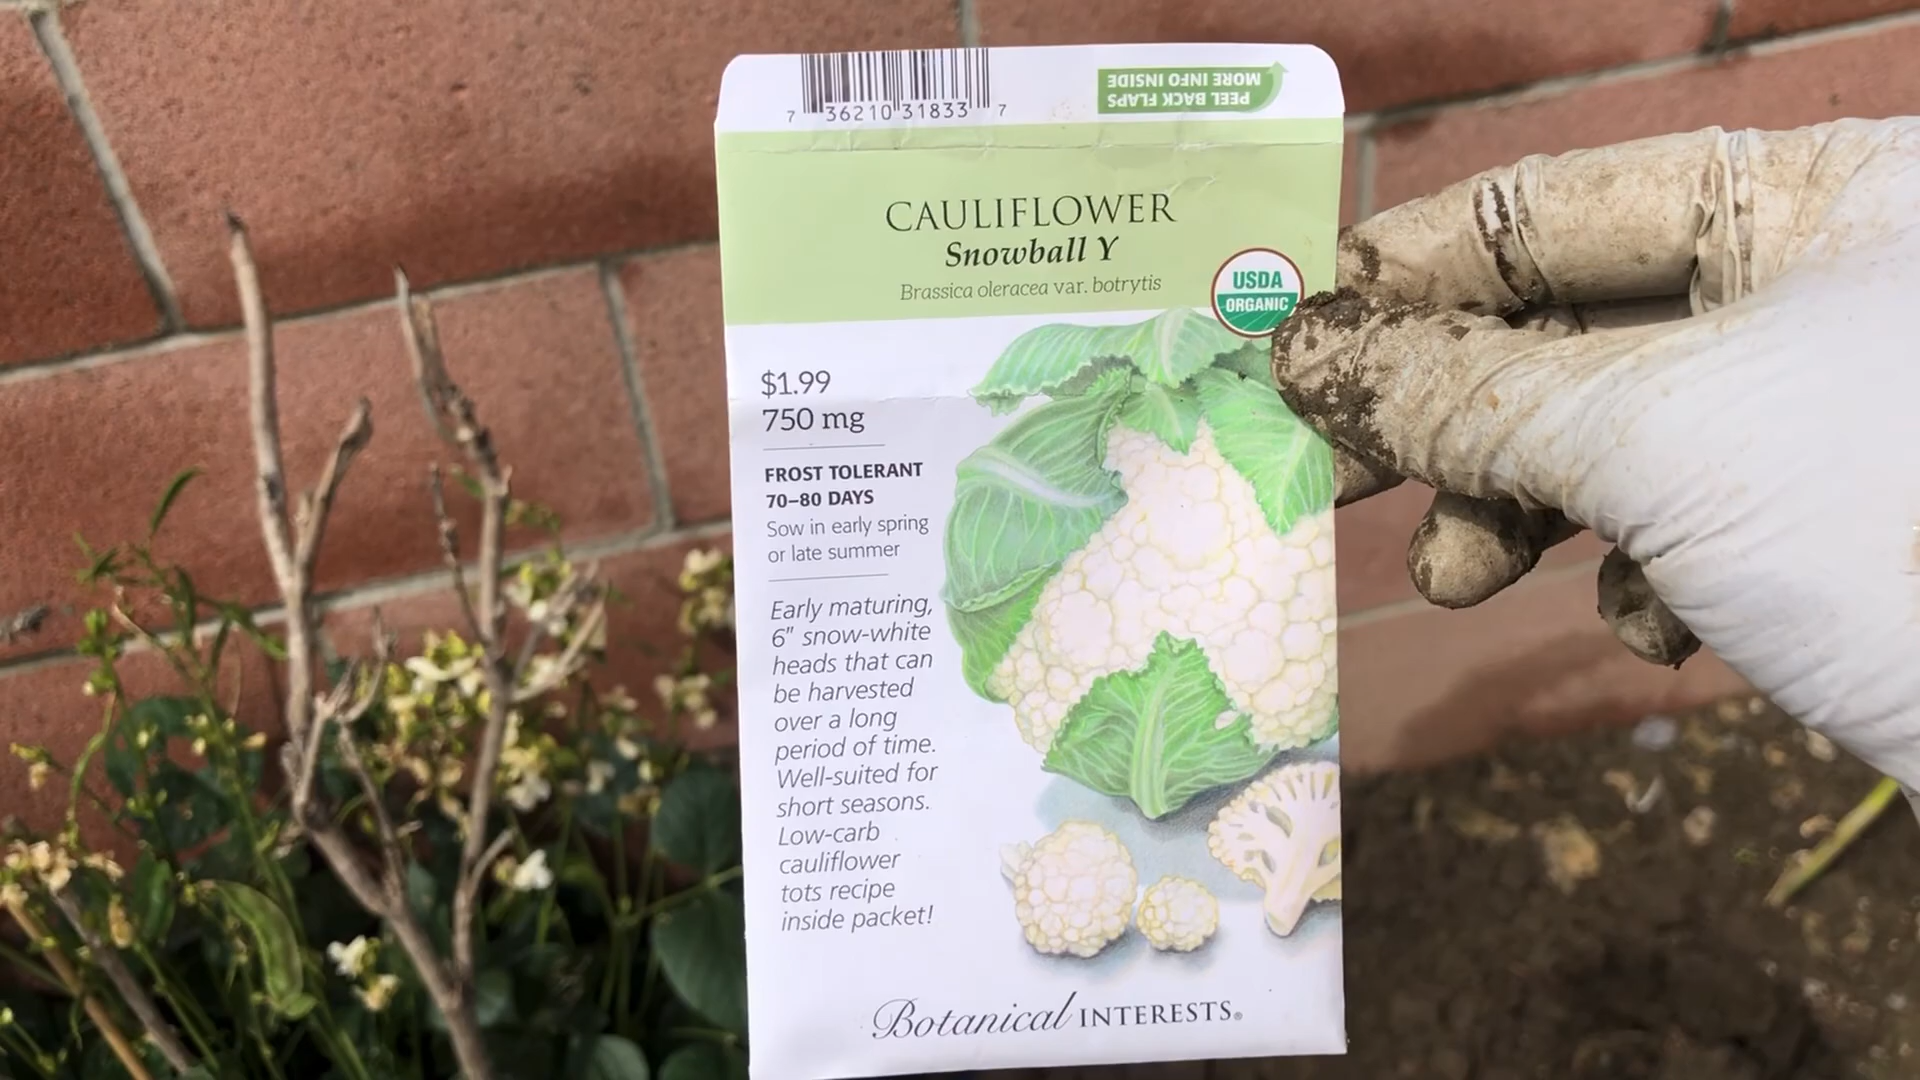 7 36210 31833 7
PEEL BACK FLAPS
MORE INFO INSIDE
CAULIFLOWER
Snowball Y
Brassica oleracea var. botrytis
USDA
ORGANIC
$1.99
750 mg
FROST TOLERANT
70–80 DAYS
Sow in early spring
or late summer
Early maturing,
6" snow-white
heads that can
be harvested
over a long
period of time.
Well-suited for
short seasons.
Low-carb
cauliflower
tots recipe
inside packet!
Botanical INTERESTS®